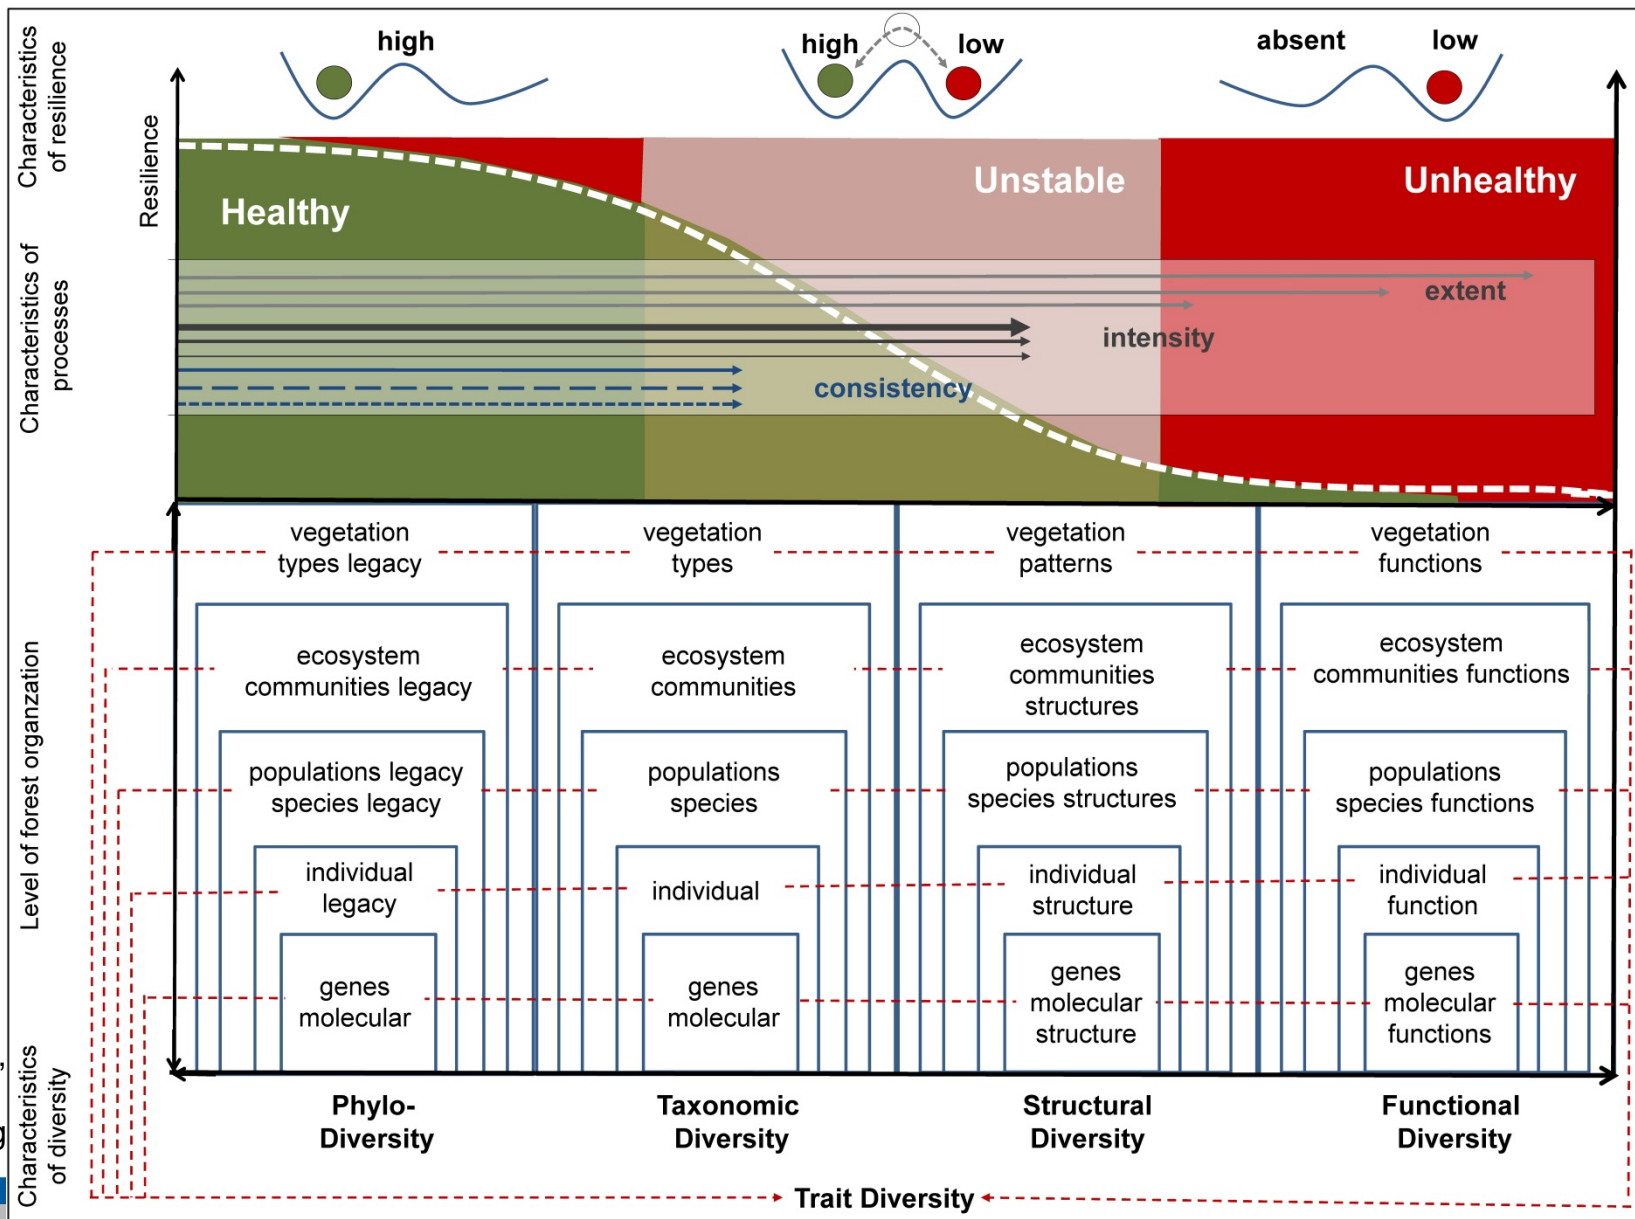 Characteristics
of resilience
high
high
low
absent
low
Resilience
Healthy
Unstable
Unhealthy
Characteristics of
processes
extent
intensity
consistency
Level of forest organzation
vegetation
types legacy
vegetation
types
vegetation
patterns
vegetation
functions
ecosystem
communities legacy
ecosystem
communities
ecosystem
communities
structures
ecosystem
communities functions
populations legacy
species legacy
populations
species
populations
species structures
populations
species functions
individual
legacy
individual
individual
structure
individual
function
genes
molecular
genes
molecular
genes
molecular
structure
genes
molecular
functions
Characteristics
of diversity
Phylo-
Diversity
Taxonomic
Diversity
Structural
Diversity
Functional
Diversity
Trait Diversity